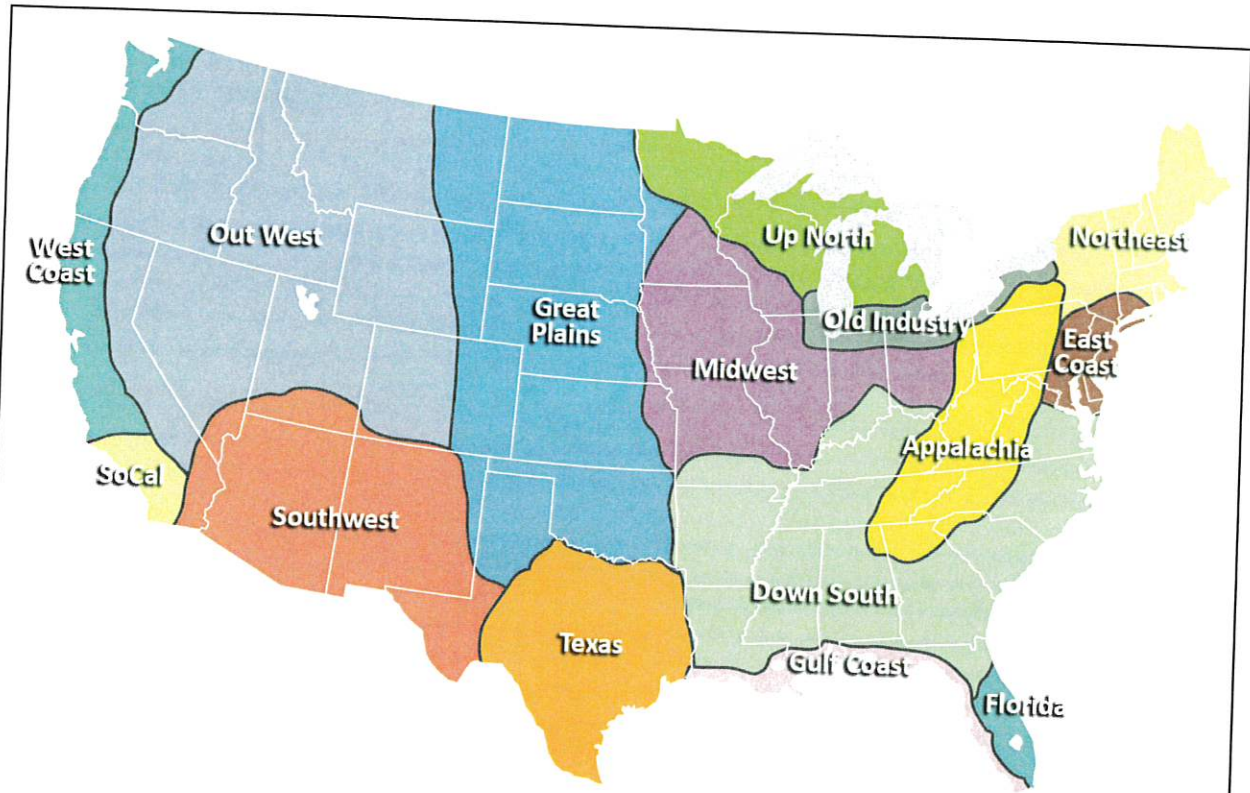 West
Coast
Out West
Great
Plains
Up North
Northeast
Old Industry
East
Coast
Midwest
Appalachia
SoCal
Southwest
Down South
Texas
Gulf Coast
Florida